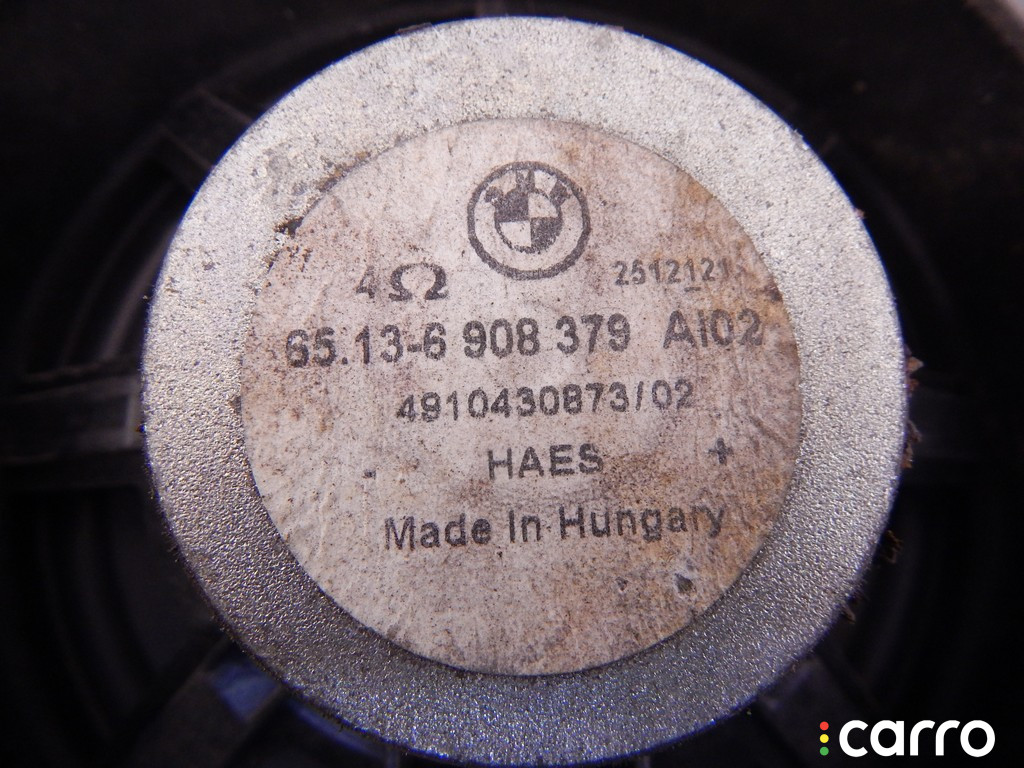 4Ω 2512121
65.13-6 908 379 AI02
4910430873/02
- HAES +
Made In Hungary
carro